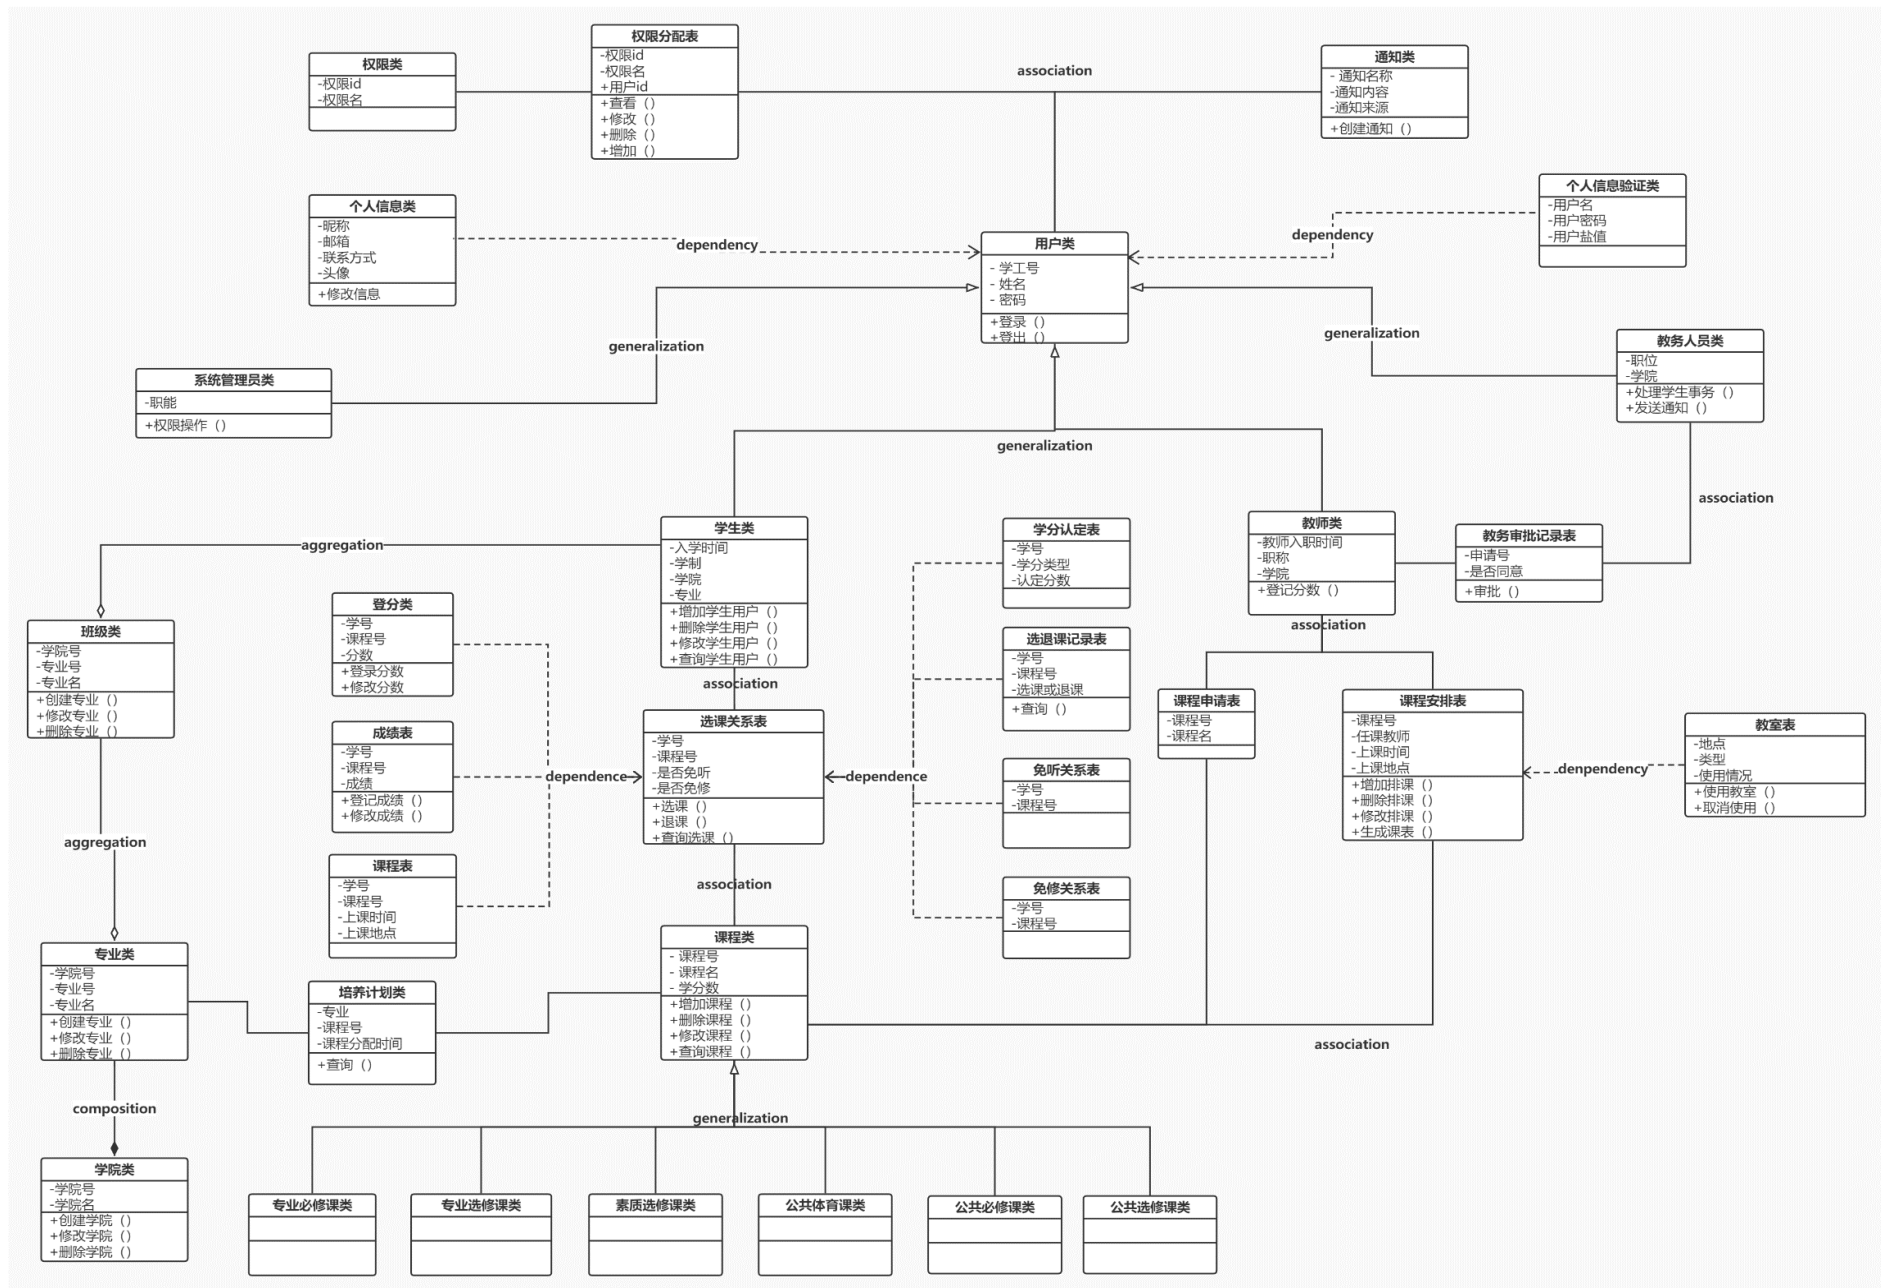 权限分配表
-权限id
-权限名
+用户id
+查看（）
+修改（）
+删除（）
+增加（）
权限类
-权限id
-权限名
association
通知类
- 通知名称
-通知内容
-通知来源
+创建通知（）
个人信息类
-昵称
-邮箱
-联系方式
-头像
+修改信息
dependency
用户类
- 学工号
- 姓名
- 密码
+登录（）
+登出（）
dependency
个人信息验证类
-用户名
-用户密码
-用户盐值
generalization
generalization
教务人员类
-职位
-学院
+处理学生事务（）
+发送通知（）
系统管理员类
-职能
+权限操作（）
generalization
association
aggregation
学生类
-入学时间
-学制
-学院
-专业
+增加学生用户（）
+删除学生用户（）
+修改学生用户（）
+查询学生用户（）
学分认定表
-学号
-学分类型
-认定分数
教师类
-教师入职时间
-职称
-学院
+登记分数（）
教务审批记录表
-申请号
-是否同意
+审批（）
班级类
-学院号
-专业号
-专业名
+创建专业（）
+修改专业（）
+删除专业（）
登分类
-学号
-课程号
-分数
+登录分数
+修改分数
association
选退课记录表
-学号
-课程号
-选课或退课
+查询（）
association
成绩表
-学号
-课程号
-成绩
+登记成绩（）
+修改成绩（）
dependence
选课关系表
-学号
-课程号
-是否免听
-是否免修
+选课（）
+退课（）
+查询选课（）
dependence
免听关系表
-学号
-课程号
课程申请表
-课程号
-课程名
课程安排表
-课程号
-任课教师
-上课时间
-上课地点
+增加排课（）
+删除排课（）
+修改排课（）
+生成课表（）
denpendency
教室表
-地点
-类型
-使用情况
+使用教室（）
+取消使用（）
aggregation
课程表
-学号
-课程号
-上课时间
-上课地点
association
免修关系表
-学号
-课程号
专业类
-学院号
-专业号
-专业名
+创建专业（）
+修改专业（）
+删除专业（）
培养计划类
-专业
-课程号
-课程分配时间
+查询（）
课程类
- 课程号
- 课程名
- 学分数
+增加课程（）
+删除课程（）
+修改课程（）
+查询课程（）
association
composition
generalization
学院类
-学院号
-学院名
+创建学院（）
+修改学院（）
+删除学院（）
专业必修课类
专业选修课类
素质选修课类
公共体育课类
公共必修课类
公共选修课类